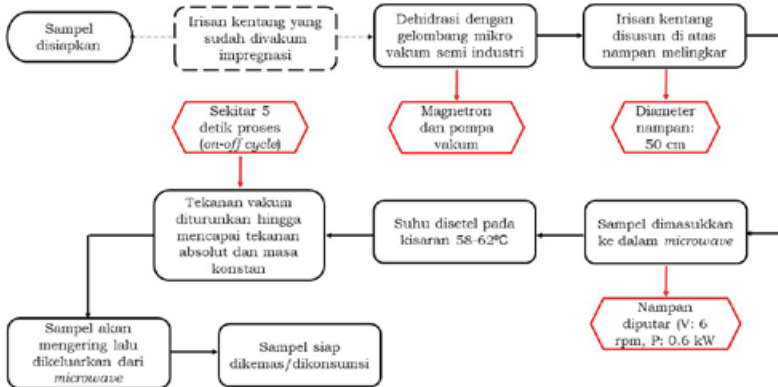 Sampel
disiapkan
Irisan kentang yang
sudah divakum
impregnasi
Dehidrasi dengan
gelombang mikro
vakum semi industri
Irisan kentang
disusun di atas
nampan melingkar
Sekitar 5
detik proses
(on-off cycle)
Magnetron
dan pompa
vakum
Diameter
nampan:
50 cm
Tekanan vakum
diturunkan hingga
mencapai tekanan
absolut dan masa
konstan
Suhu disetel pada
kisaran 58-62°C
Sampel dimasukkan
ke dalam microwave
Nampan
diputar (V: 6
rpm, P: 0.6 kW
Sampel akan
mengering lalu
dikeluarkan dari
microwave
Sampel siap
dikemas/dikonsumsi